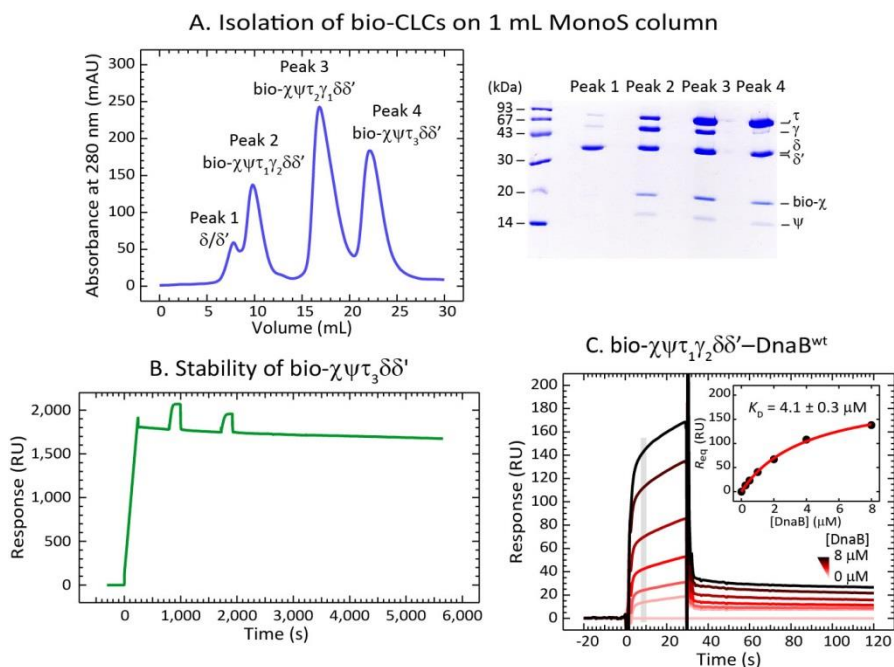 A. Isolation of bio-CLCs on 1 mL MonoS column
Absorbance at 280 nm (mAU)
300
250
200
150
100
50
0
0 5 10 15 20 25 30
Volume (mL)
Peak 1
δ/δ’
Peak 2
bio-χψτ₁γ₂δδ’
Peak 3
bio-χψτ₂γ₁δδ’
Peak 4
bio-χψτ₃δδ’
(kDa) Peak 1 Peak 2 Peak 3 Peak 4
93
67
43
30
20
14
τ
γ
δ
δ’
bio-χ
ψ
B. Stability of bio-χψτ₃δδ'
Response (RU)
2,000
1,500
1,000
500
0
0 1,000 2,000 3,000 4,000 5,000 6,000
Time (s)
C. bio-χψτ₁γ₂δδ’–DnaBʷᵗ
Response (RU)
200
180
160
140
120
100
80
60
40
20
0
-20 0 20 40 60 80 100 120
Time (s)
K_D = 4.1 ± 0.3 μM
R_eq (RU)
200
150
100
50
0
0 2 4 6 8
[DnaB] (μM)
[DnaB]
8 μM
0 μM